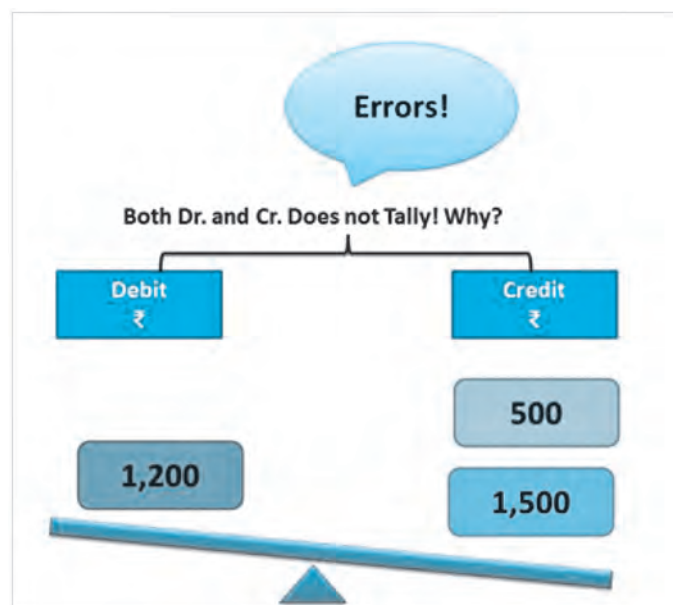 Errors!
Both Dr. and Cr. Does not Tally! Why?
Debit
₹
Credit
₹
500
1,200
1,500